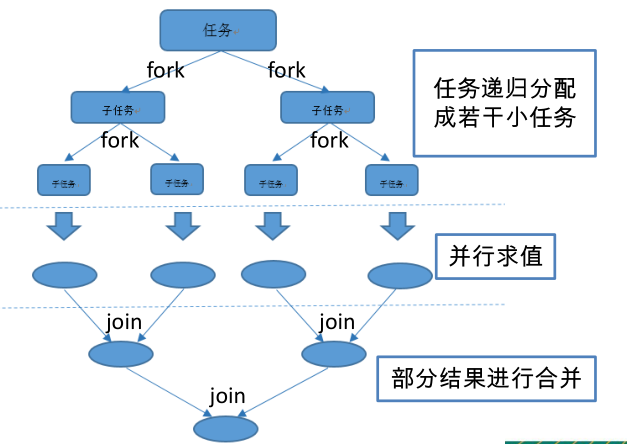 任务
fork fork
子任务 子任务
任务递归分配
成若干小任务
fork fork
子任务 子任务 子任务 子任务
并行求值
join join
部分结果进行合并
join